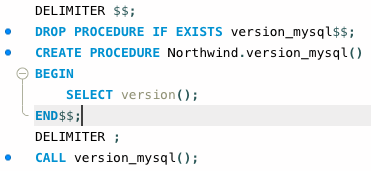 DELIMITER $$;
DROP PROCEDURE IF EXISTS version_mysql$$;
CREATE PROCEDURE Northwind.version_mysql()
BEGIN
    SELECT version();
END$$;
DELIMITER ;
CALL version_mysql();